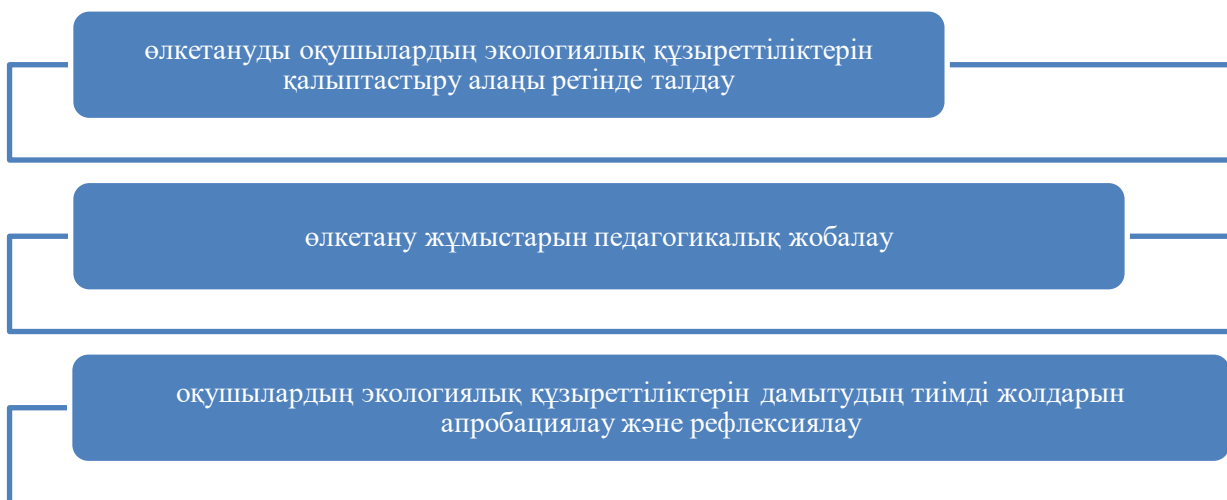 өлкетануды оқушылардың экологиялық құзыреттіліктерін
қалыптастыру алаңы ретінде талдау
өлкетану жұмыстарын педагогикалық жобалау
оқушылардың экологиялық құзыреттіліктерін дамытудың тиімді жолдарын
апробациялау және рефлексиялау